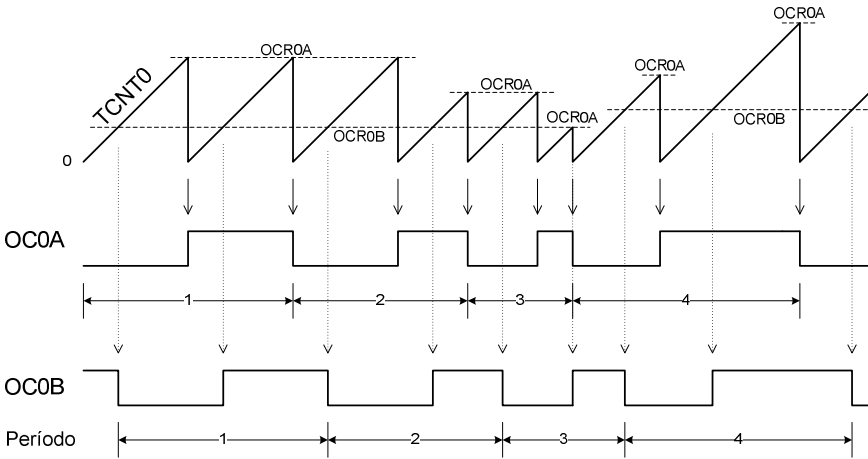 OCR0A
OCR0A
OCR0A
OCR0A
OCR0A
TCNT0
OCR0B
OCR0B
0
OC0A
1 2 3 4
OC0B
Período 1 2 3 4